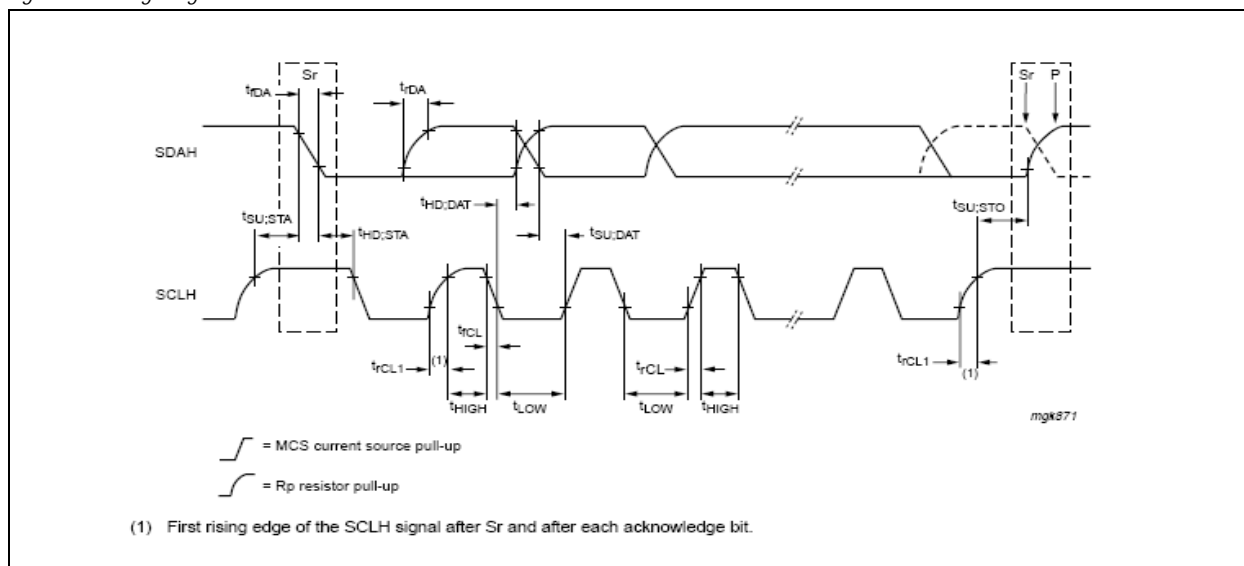 Sr
Sr P
tfDA
trDA
SDAH
tHD;DAT
tSU;STA
tHD;STA
tSU;DAT
tSU;STO
SCLH
tfCL
trCL1
(1)
trCL
trCL1
(1)
tHIGH
tLOW
tLOW
tHIGH
mgk871
= MCS current source pull-up
= Rp resistor pull-up
(1) First rising edge of the SCLH signal after Sr and after each acknowledge bit.